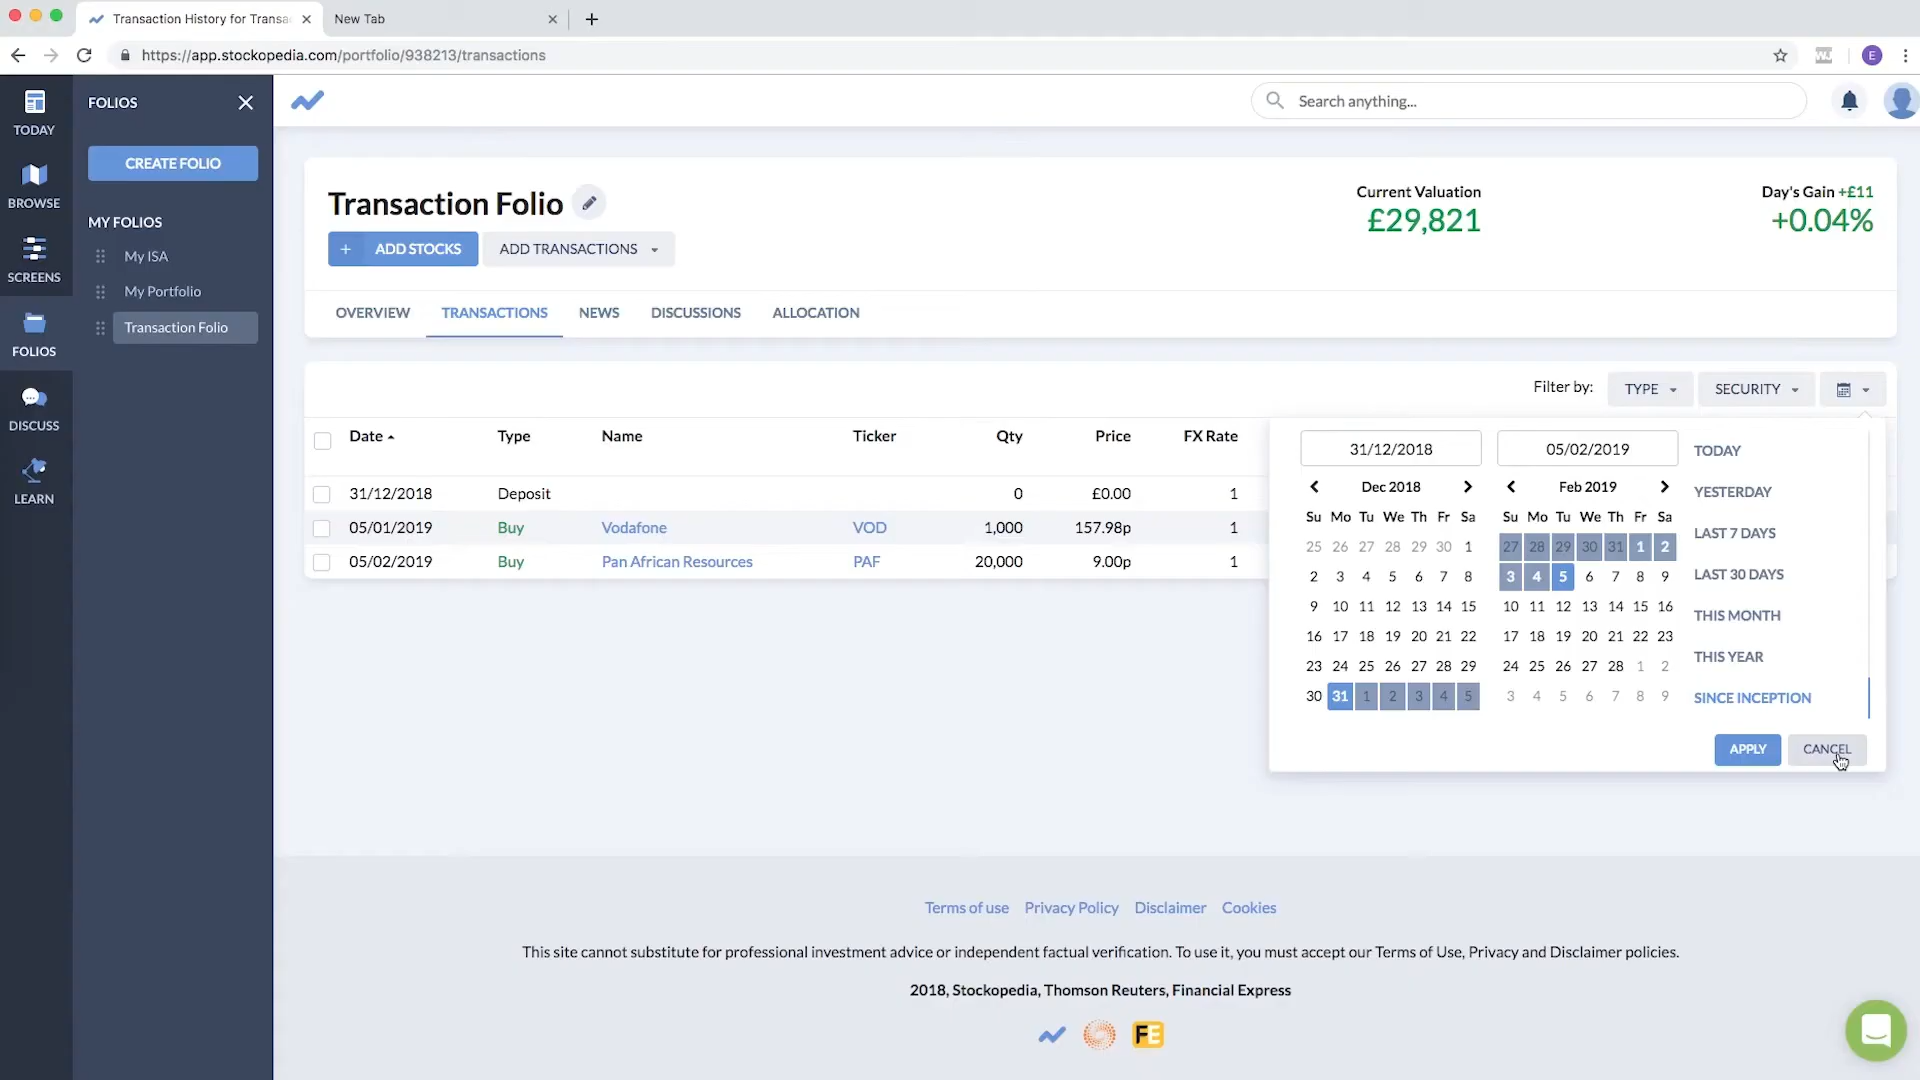 Transaction History for Transa
New Tab
https://app.stockopedia.com/portfolio/938213/transactions
E
TODAY
BROWSE
SCREENS
FOLIOS
DISCUSS
LEARN
FOLIOS
CREATE FOLIO
MY FOLIOS
My ISA
My Portfolio
Transaction Folio
Search anything...
Transaction Folio
Current Valuation
£29,821
Day's Gain +£11
+0.04%
+ ADD STOCKS
ADD TRANSACTIONS
OVERVIEW TRANSACTIONS NEWS DISCUSSIONS ALLOCATION
Filter by: TYPE SECURITY
Date Type Name Ticker Qty Price FX Rate
31/12/2018 Deposit 0 £0.00 1
05/01/2019 Buy Vodafone VOD 1,000 157.98p 1
05/02/2019 Buy Pan African Resources PAF 20,000 9.00p 1
31/12/2018
Dec 2018
Su Mo Tu We Th Fr Sa
25 26 27 28 29 30 1
2 3 4 5 6 7 8
9 10 11 12 13 14 15
16 17 18 19 20 21 22
23 24 25 26 27 28 29
30 31 1 2 3 4 5
05/02/2019
Feb 2019
Su Mo Tu We Th Fr Sa
27 28 29 30 31 1 2
3 4 5 6 7 8 9
10 11 12 13 14 15 16
17 18 19 20 21 22 23
24 25 26 27 28 1 2
3 4 5 6 7 8 9
TODAY
YESTERDAY
LAST 7 DAYS
LAST 30 DAYS
THIS MONTH
THIS YEAR
SINCE INCEPTION
APPLY
CANCEL
Terms of use Privacy Policy Disclaimer Cookies
This site cannot substitute for professional investment advice or independent factual verification. To use it, you must accept our Terms of Use, Privacy and Disclaimer policies.
2018, Stockopedia, Thomson Reuters, Financial Express
FE